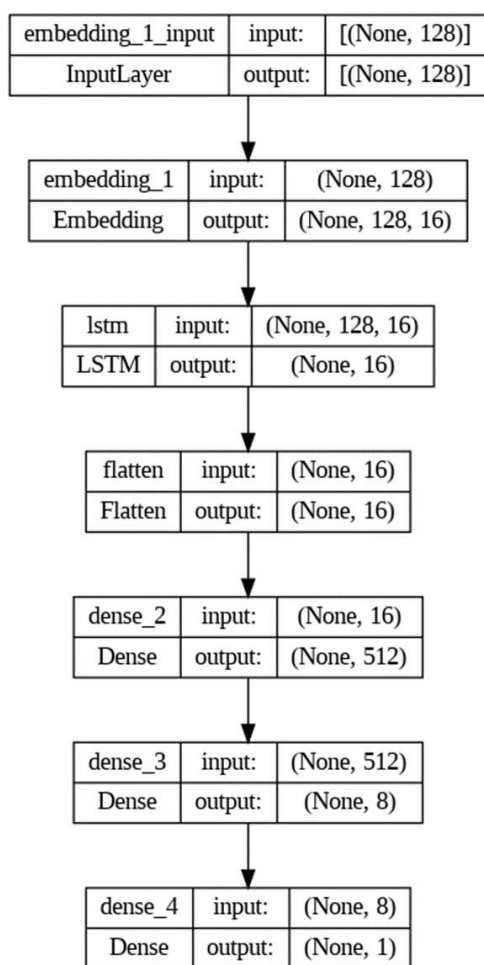 embedding_1_input input: [(None, 128)]
InputLayer output: [(None, 128)]
embedding_1 input: (None, 128)
Embedding output: (None, 128, 16)
lstm input: (None, 128, 16)
LSTM output: (None, 16)
flatten input: (None, 16)
Flatten output: (None, 16)
dense_2 input: (None, 16)
Dense output: (None, 512)
dense_3 input: (None, 512)
Dense output: (None, 8)
dense_4 input: (None, 8)
Dense output: (None, 1)